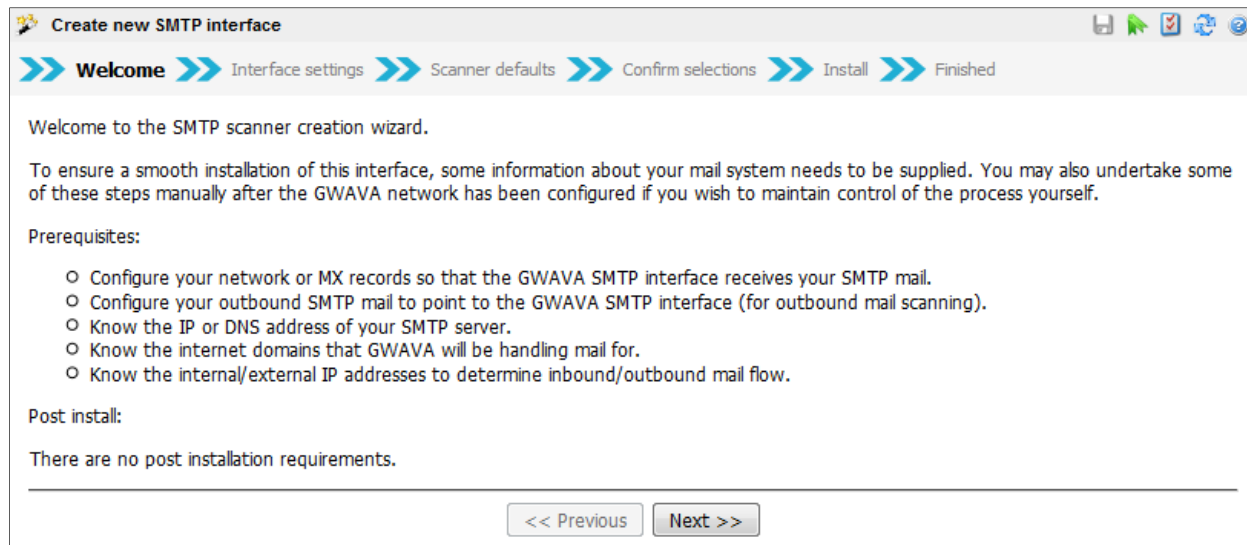 Create new SMTP interface
Welcome Interface settings Scanner defaults Confirm selections Install Finished
Welcome to the SMTP scanner creation wizard.
To ensure a smooth installation of this interface, some information about your mail system needs to be supplied. You may also undertake some
of these steps manually after the GWAVA network has been configured if you wish to maintain control of the process yourself.
Prerequisites:
Configure your network or MX records so that the GWAVA SMTP interface receives your SMTP mail.
Configure your outbound SMTP mail to point to the GWAVA SMTP interface (for outbound mail scanning).
Know the IP or DNS address of your SMTP server.
Know the internet domains that GWAVA will be handling mail for.
Know the internal/external IP addresses to determine inbound/outbound mail flow.
Post install:
There are no post installation requirements.
<< Previous Next >>